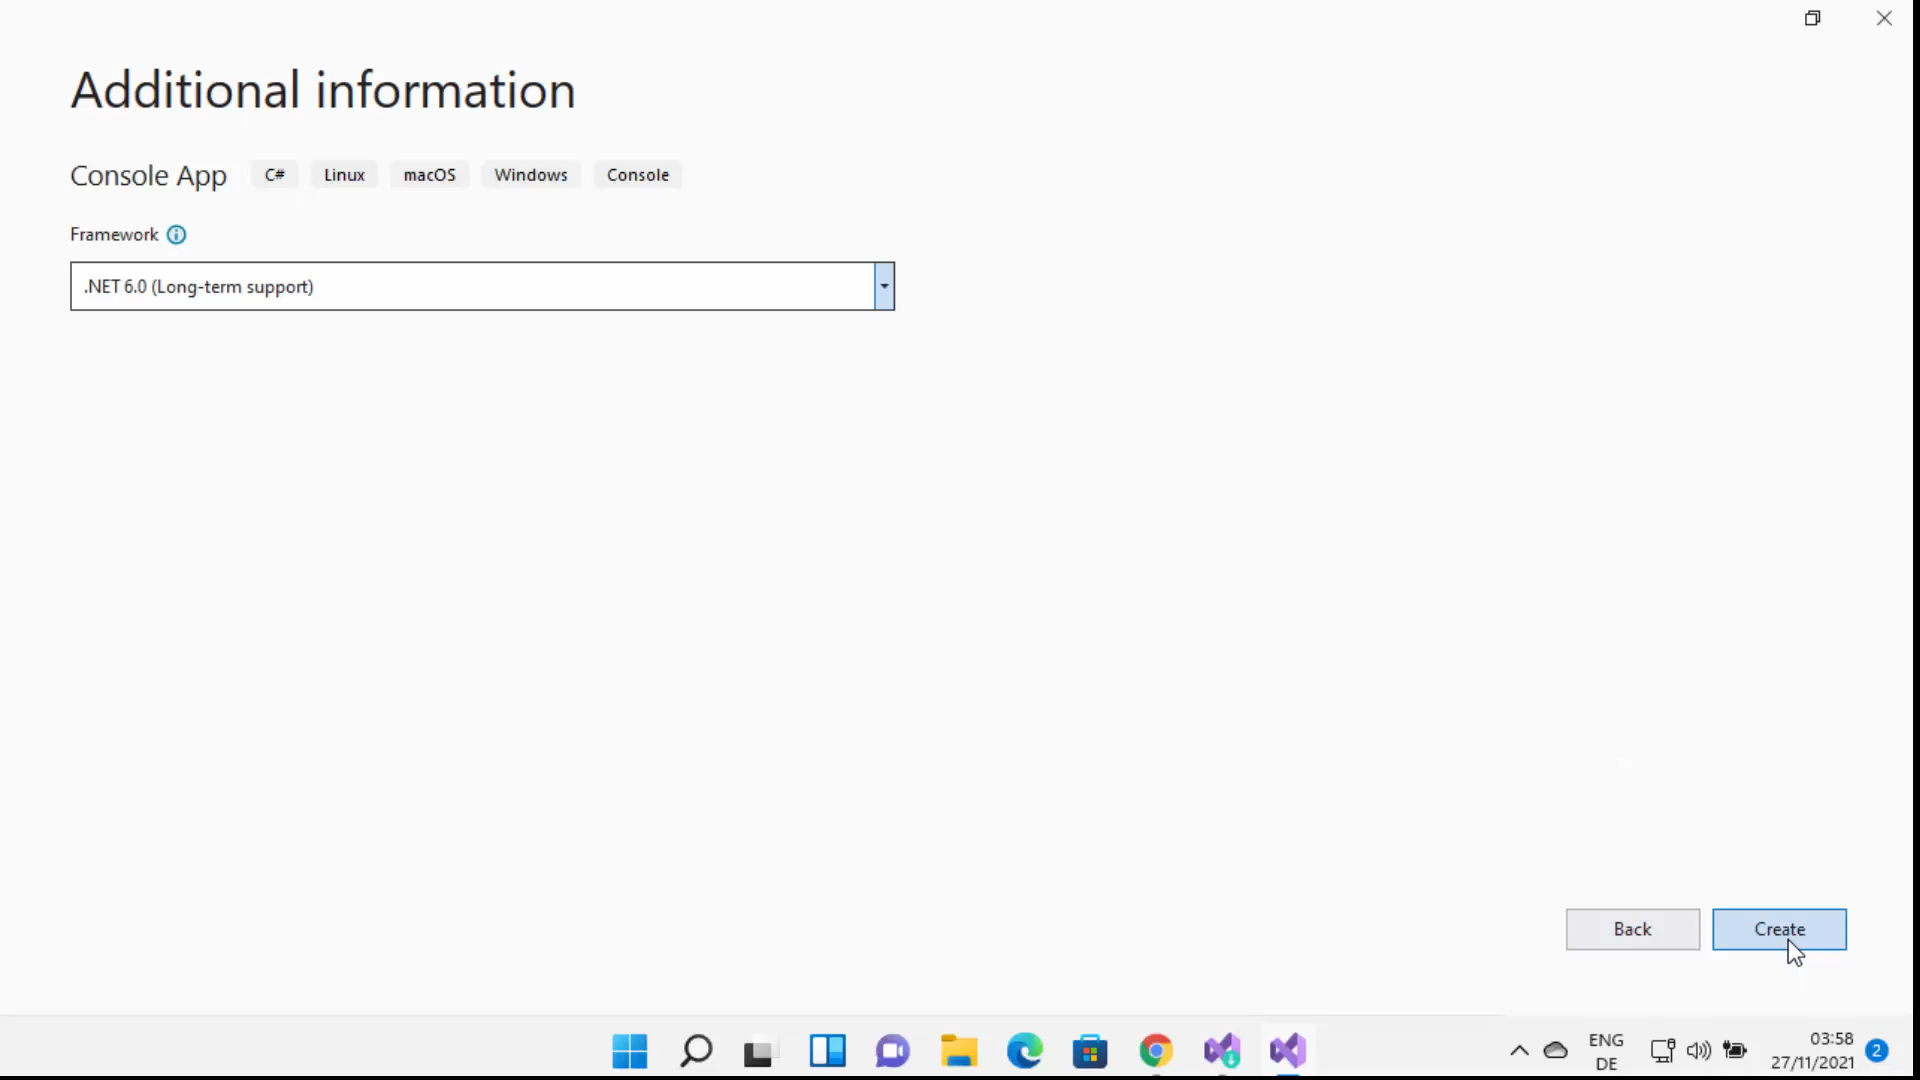 Additional information
Console App C# Linux macOS Windows Console
Framework
.NET 6.0 (Long-term support)
Back Create
ENG 03:58
DE 27/11/2021 2